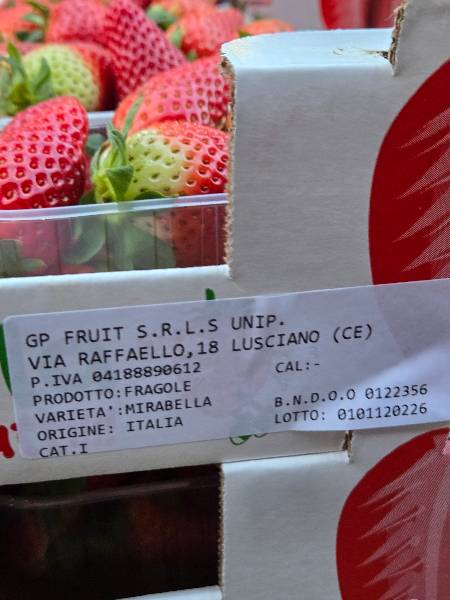 GP FRUIT S.R.L.S UNIP.
VIA RAFFAELLO,18 LUSCIANO (CE)
P.IVA 04188890612
CAL:-
PRODOTTO:FRAGOLE
VARIETA':MIRABELLA
B.N.D.O.O 0122356
ORIGINE: ITALIA
LOTTO: 0101120226
CAT.I